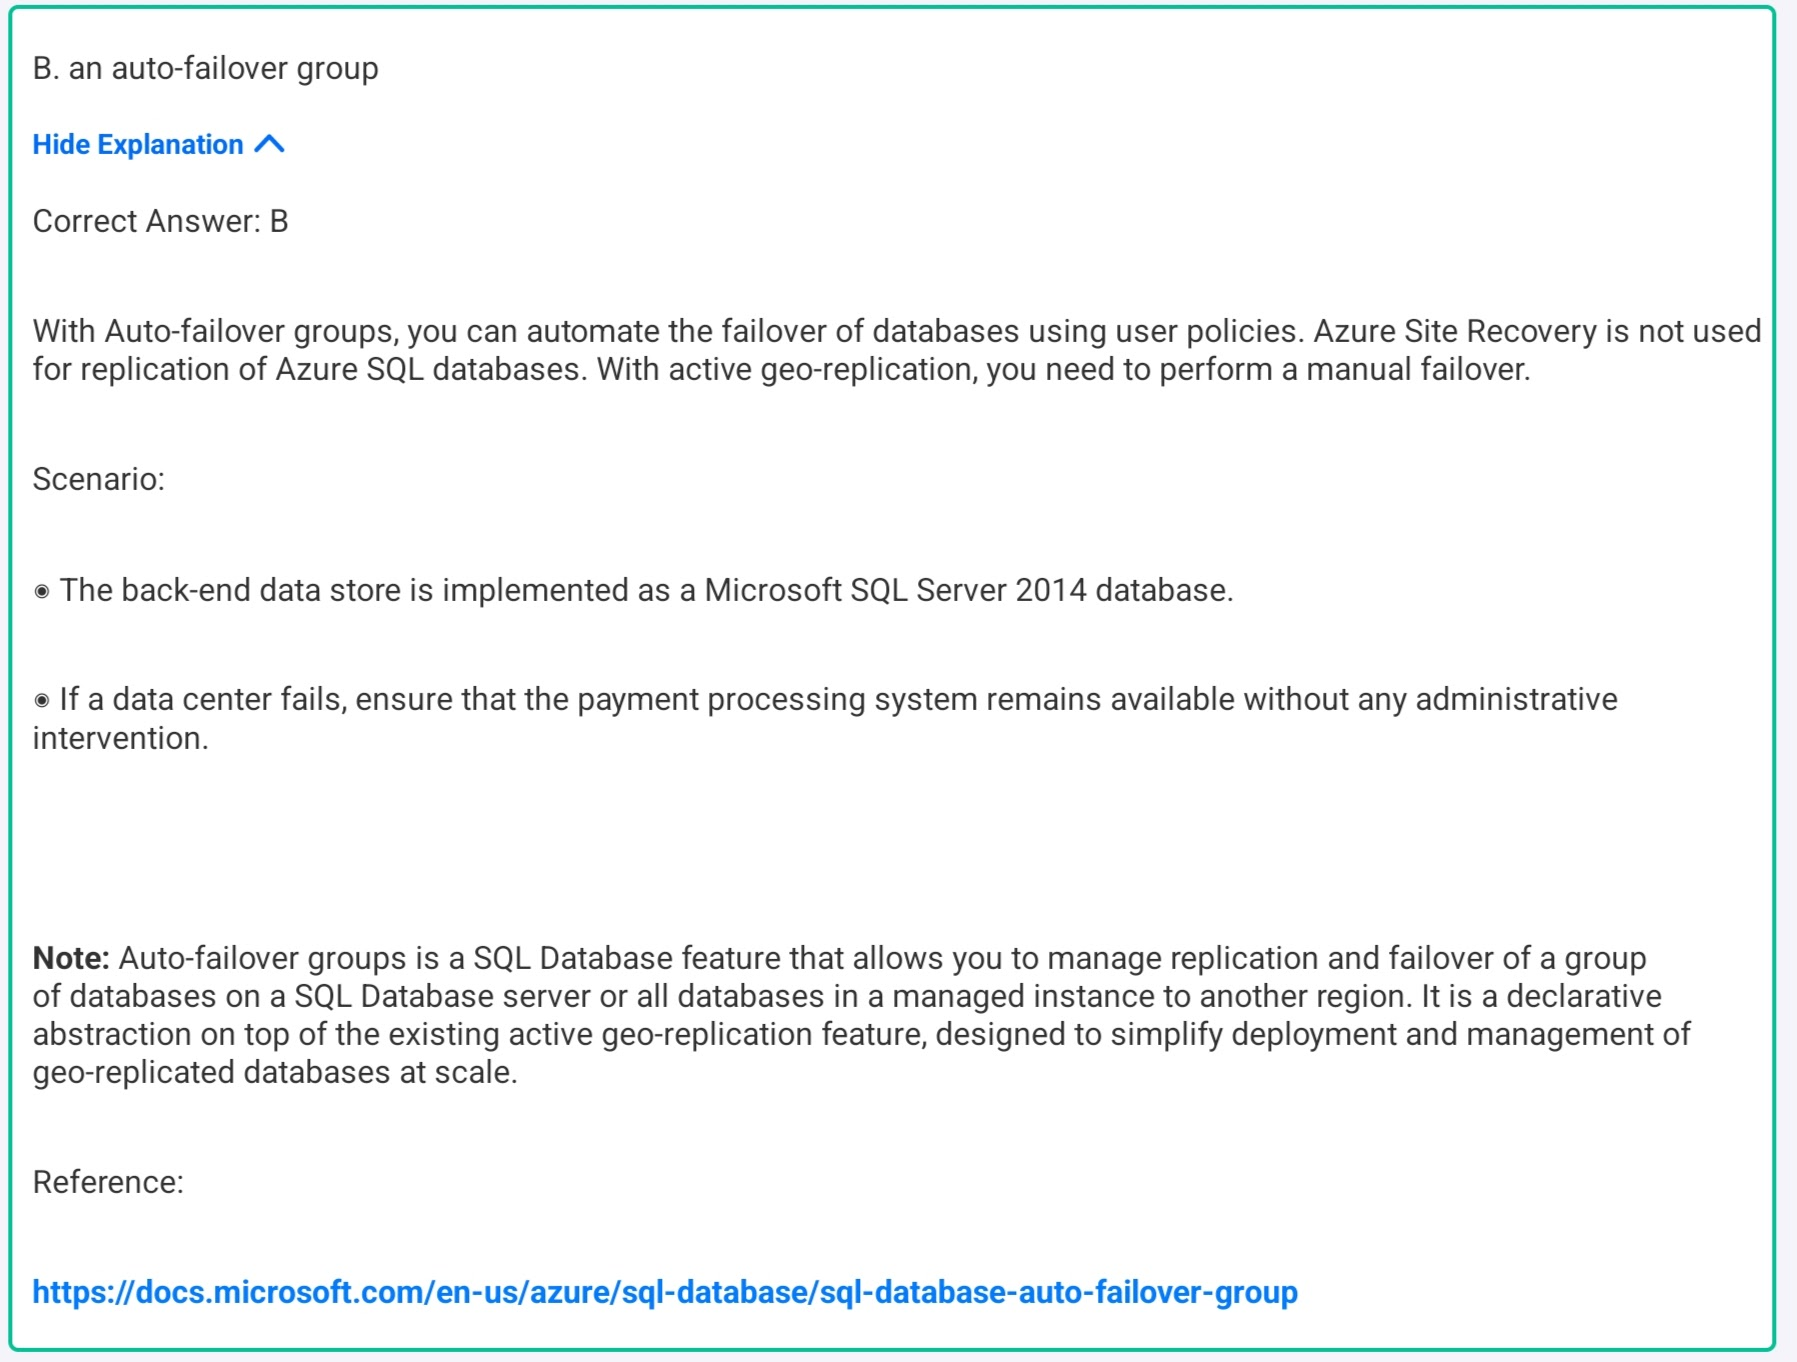 B. an auto-failover group
Hide Explanation
Correct Answer: B
With Auto-failover groups, you can automate the failover of databases using user policies. Azure Site Recovery is not used
for replication of Azure SQL databases. With active geo-replication, you need to perform a manual failover.
Scenario:
◉ The back-end data store is implemented as a Microsoft SQL Server 2014 database.
◉ If a data center fails, ensure that the payment processing system remains available without any administrative
intervention.
Note: Auto-failover groups is a SQL Database feature that allows you to manage replication and failover of a group
of databases on a SQL Database server or all databases in a managed instance to another region. It is a declarative
abstraction on top of the existing active geo-replication feature, designed to simplify deployment and management of
geo-replicated databases at scale.
Reference:
https://docs.microsoft.com/en-us/azure/sql-database/sql-database-auto-failover-group